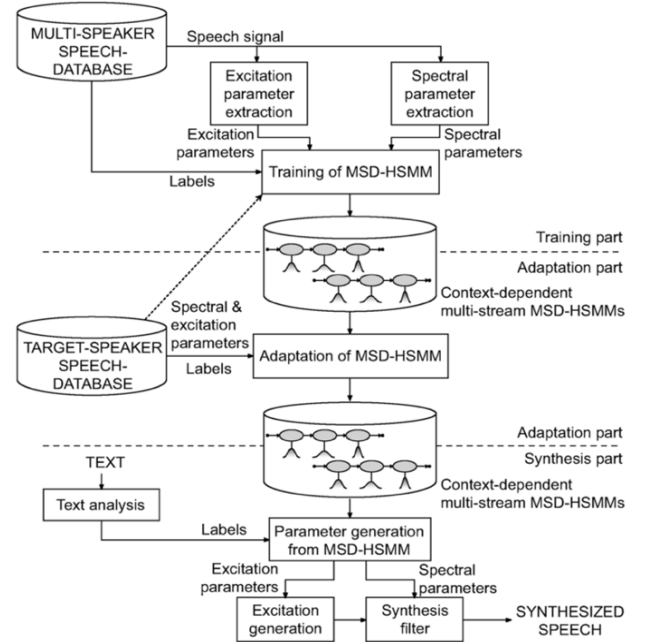 MULTI-SPEAKER
SPEECH-
DATABASE
Speech signal
Excitation
parameter
extraction
Spectral
parameter
extraction
Excitation
parameters
Spectral
parameters
Labels
Training of MSD-HSMM
Training part
Adaptation part
Context-dependent
multi-stream MSD-HSMMs
TARGET-SPEAKER
SPEECH-
DATABASE
Spectral &
excitation
parameters
Labels
Adaptation of MSD-HSMM
Adaptation part
Synthesis part
Context-dependent
multi-stream MSD-HSMMs
TEXT
Text analysis
Labels
Parameter generation
from MSD-HSMM
Excitation
parameters
Spectral
parameters
Excitation
generation
Synthesis
filter
SYNTHESIZED
SPEECH